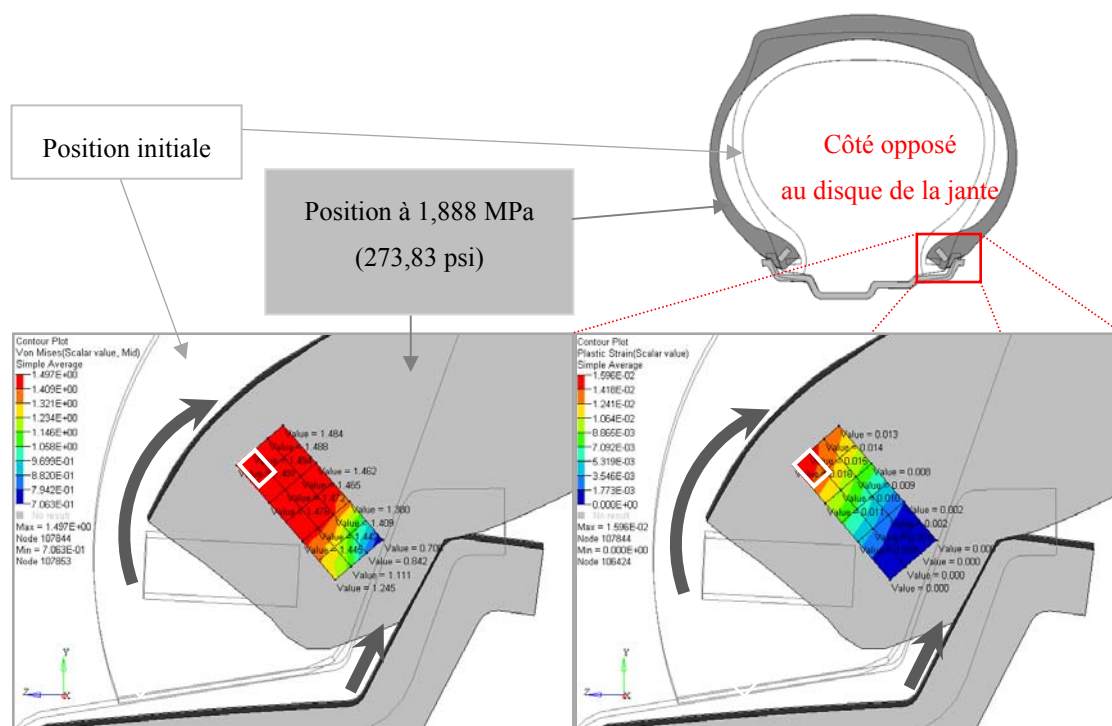 Position initiale
Position à 1,888 MPa
(273,83 psi)
Côté opposé
au disque de la jante
Contour Plot
Von Mises(Scalar value, Mid)
Simple Average
1.497E+00
1.409E+00
1.321E+00
1.234E+00
1.146E+00
1.058E+00
9.699E-01
8.820E-01
7.942E-01
7.063E-01
No result
Max = 1.497E+00
Node 107844
Min = 7.063E-01
Node 107853
Value = 1.484
Value = 1.488
Value = 1.462
Value = 1.465
Value = 1.472
Value = 1.380
Value = 1.409
Value = 1.445
Value = 0.842
Value = 1.111
Value = 1.245
Y
Z
X
Contour Plot
Plastic Strain(Scalar value)
Simple Average
1.596E-02
1.418E-02
1.241E-02
1.064E-02
8.865E-03
7.092E-03
5.319E-03
3.546E-03
1.773E-03
0.000E+00
No result
Max = 1.596E-02
Node 107844
Min = 0.000E+00
Node 106424
Value = 0.013
Value = 0.014
Value = 0.015
Value = 0.016
Value = 0.008
Value = 0.009
Value = 0.010
Value = 0.011
Value = 0.002
Value = 0.002
Value = 0.000
Value = 0.000
Value = 0.000
Y
Z
X